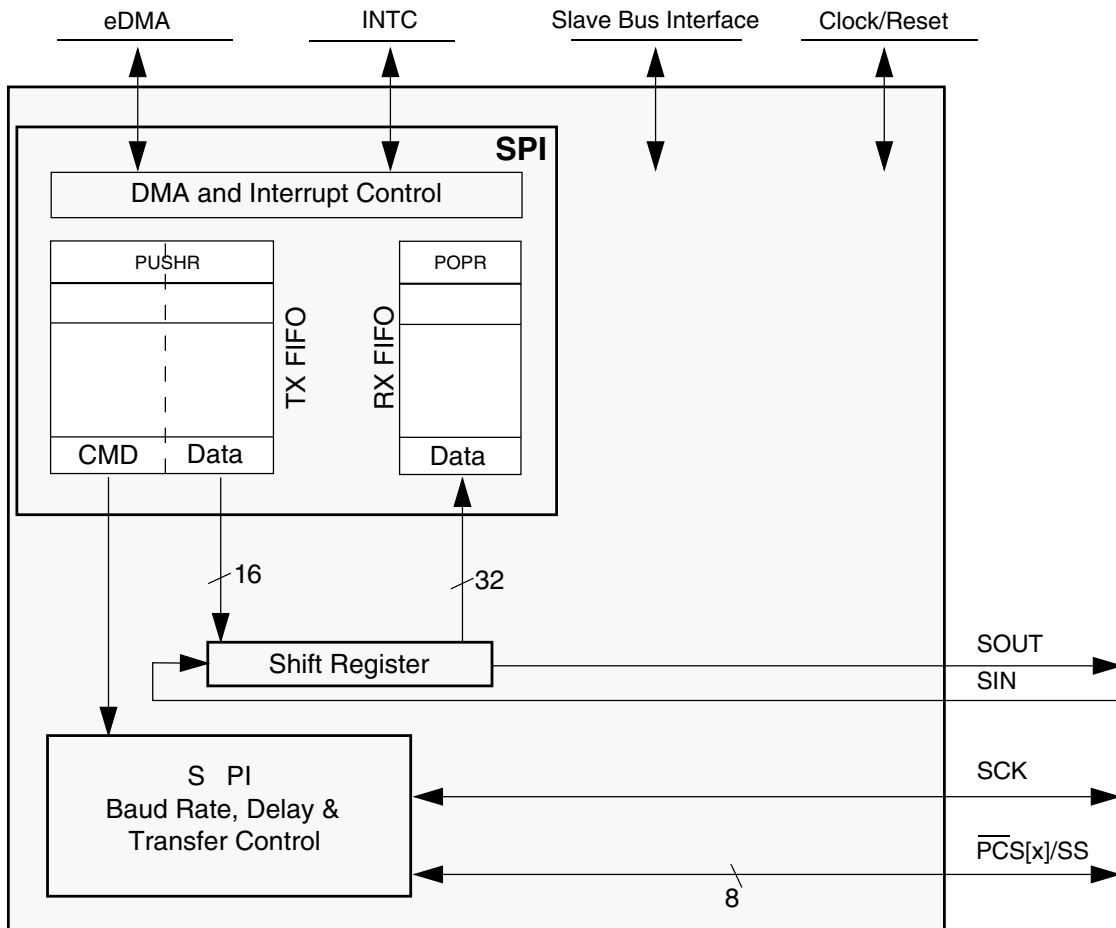 eDMA
INTC
Slave Bus Interface
Clock/Reset
SPI
DMA and Interrupt Control
PUSHR
POPR
TX FIFO
RX FIFO
CMD
Data
Data
16
32
Shift Register
SOUT
SIN
S PI
Baud Rate, Delay &
Transfer Control
SCK
PCS[x]/SS
8